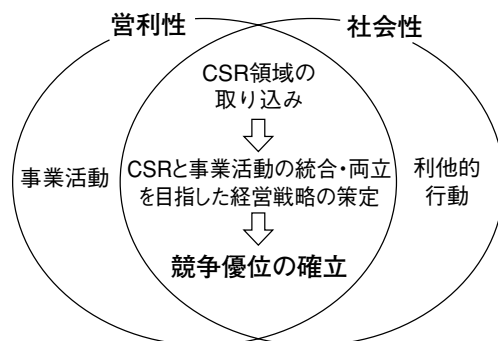 営利性
社会性
CSR領域の
取り込み
事業活動
CSRと事業活動の統合・両立
を目指した経営戦略の策定
利他的
行動
競争優位の確立